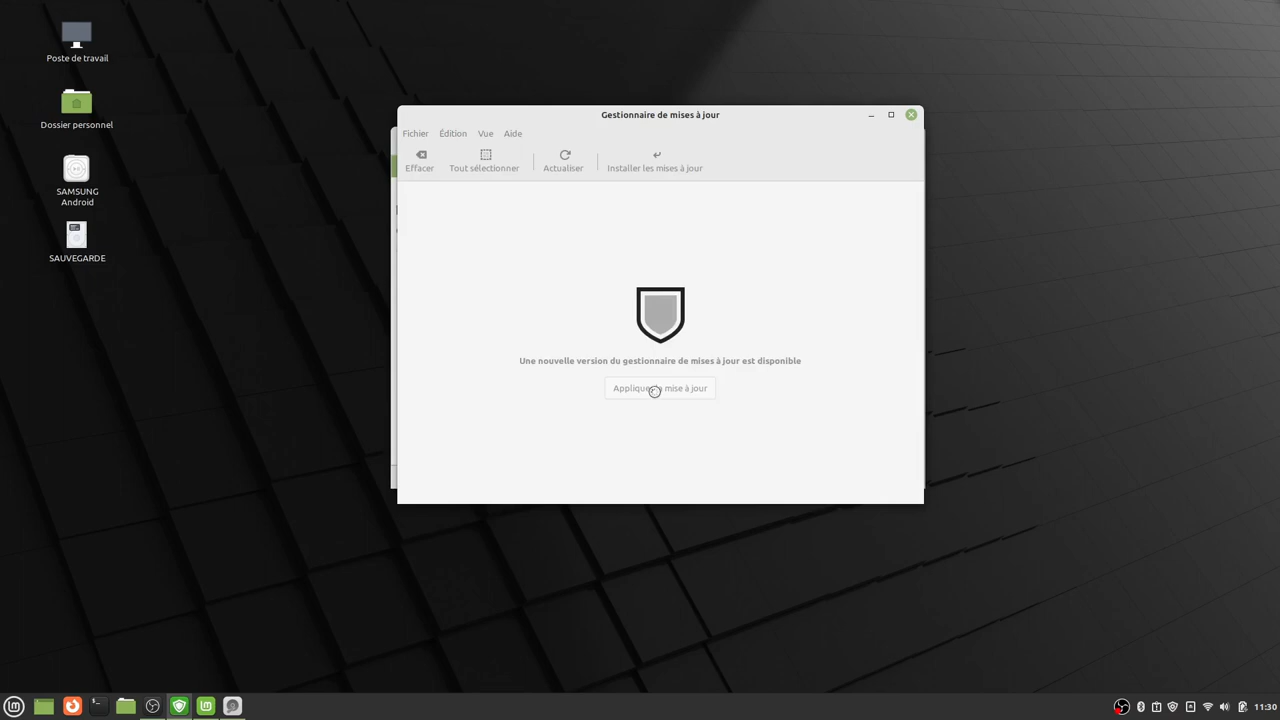 Poste de travail
Dossier personnel
SAMSUNG
Android
SAUVEGARDE
Gestionnaire de mises à jour
Fichier Édition Vue Aide
Effacer Tout sélectionner Actualiser Installer les mises à jour
Une nouvelle version du gestionnaire de mises à jour est disponible
mise à jour
11:30